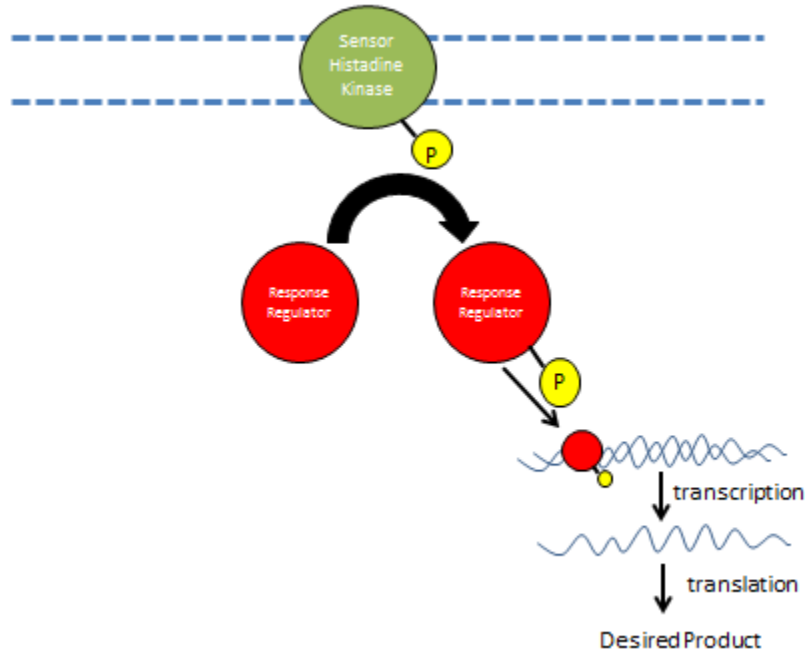 Sensor
Histadine
Kinase
P
Response
Regulator
Response
Regulator
P
transcription
translation
Desired Product